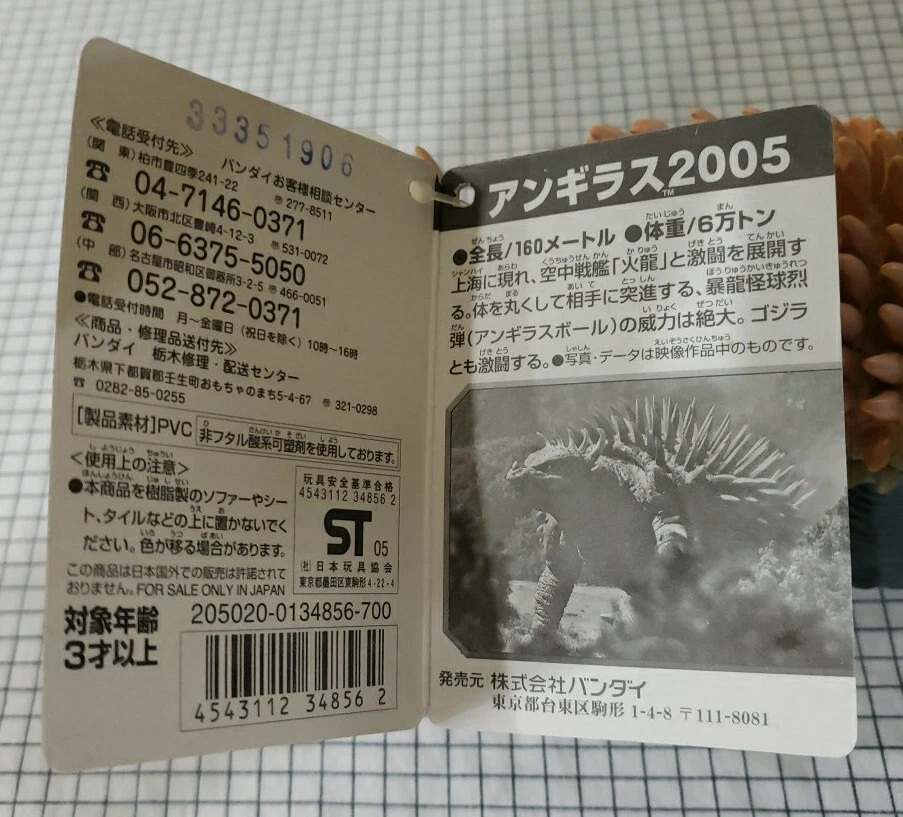 33351906
≪電話受付先≫
バンダイお客様相談センター
(関 東)柏市豊四季241-22 〠277-8511
☎ 04-7146-0371
(関 西)大阪市北区豊崎4-12-3 〠531-0072
☎ 06-6375-5050
(中 部)名古屋市昭和区御器所3-2-5 〠466-0051
☎ 052-872-0371
●電話受付時間 月〜金曜日(祝日を除く)10時〜16時
≪商品・修理品送付先≫
バンダイ 栃木修理・配送センター
栃木県下都賀郡壬生町おもちゃのまち5-4-67 〠321-0298
☎ 0282-85-0255
[製品素材]PVC
非フタル酸系可塑剤を使用しております。
<使用上の注意>
●本商品を樹脂製のソファーやシー
ト、タイルなどの上に置かないでく
ださい。色が移る場合があります。
この商品は日本国外での販売は許諾されて
おりません。FOR SALE ONLY IN JAPAN
玩具安全基準合格
4543112 34856 2
ST 05
(社)日本玩具協会
東京都墨田区東駒形4-22-4
対象年齢
3才以上
205020-0134856-700
4543112 34856 2
アンギラス2005
TM
●全長/160メートル ●体重/6万トン
上海に現れ、空中戦艦「火龍」と激闘を展開す
る。体を丸くして相手に突進する、暴龍怪球烈
弾(アンギラスボール)の威力は絶大。ゴジラ
とも激闘する。●写真・データは映像作品中のものです。
発売元 株式会社バンダイ
東京都台東区駒形 1-4-8 〒111-8081